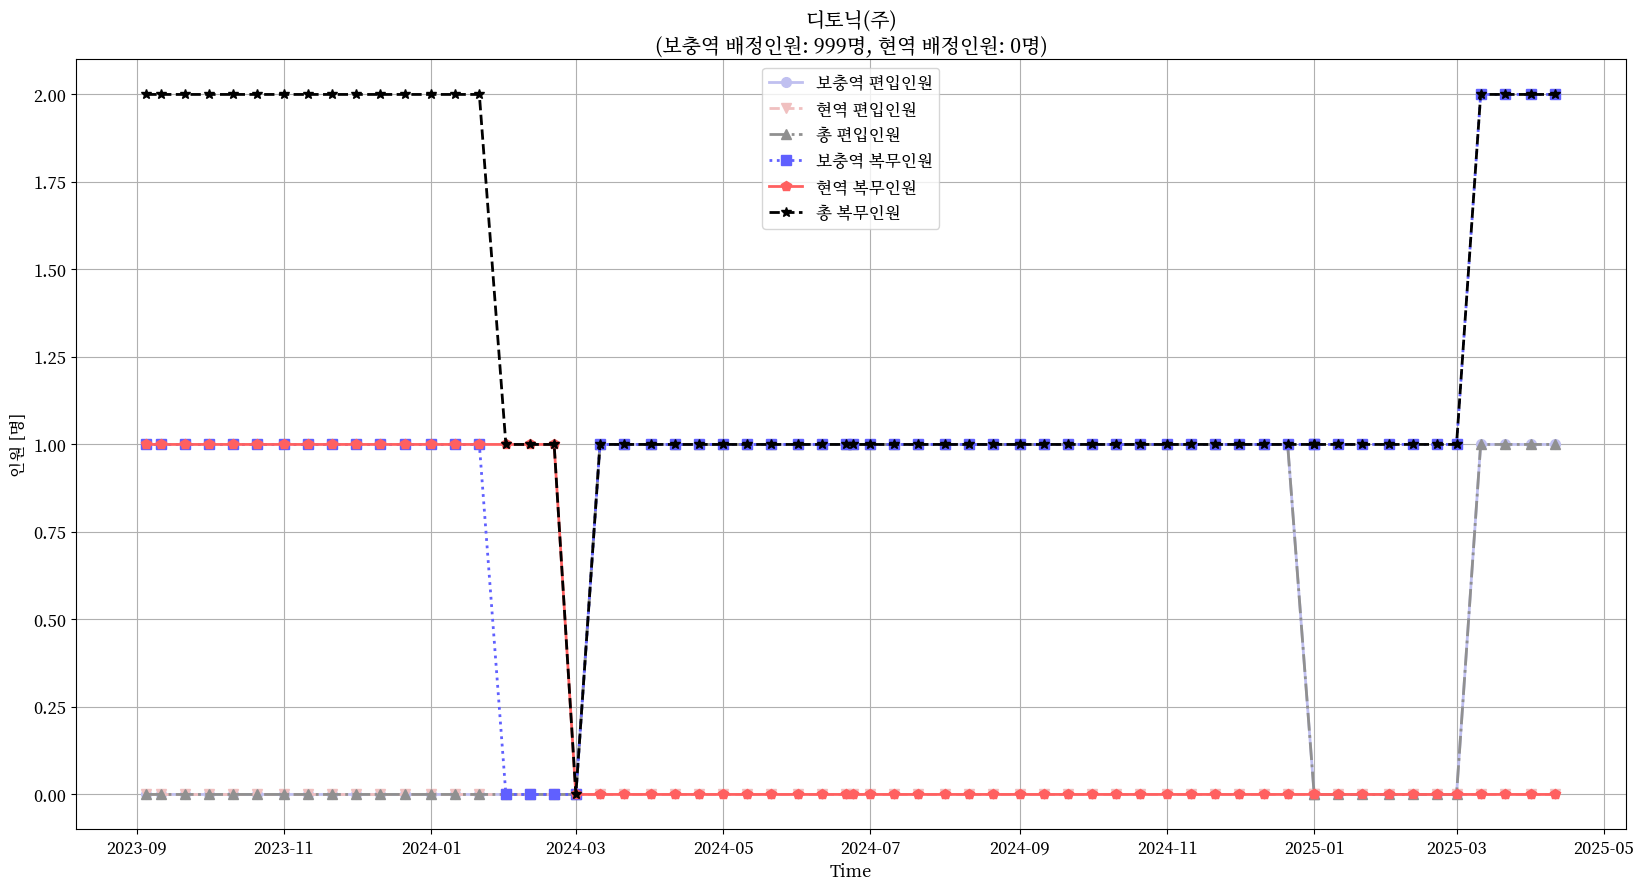 디토닉(주)
(보충역 배정인원: 999명, 현역 배정인원: 0명)
보충역 편입인원
현역 편입인원
총 편입인원
보충역 복무인원
현역 복무인원
총 복무인원
인원 [명]
2.00
1.75
1.50
1.25
1.00
0.75
0.50
0.25
0.00
2023-09
2023-11
2024-01
2024-03
2024-05
2024-07
2024-09
2024-11
2025-01
2025-03
2025-05
Time